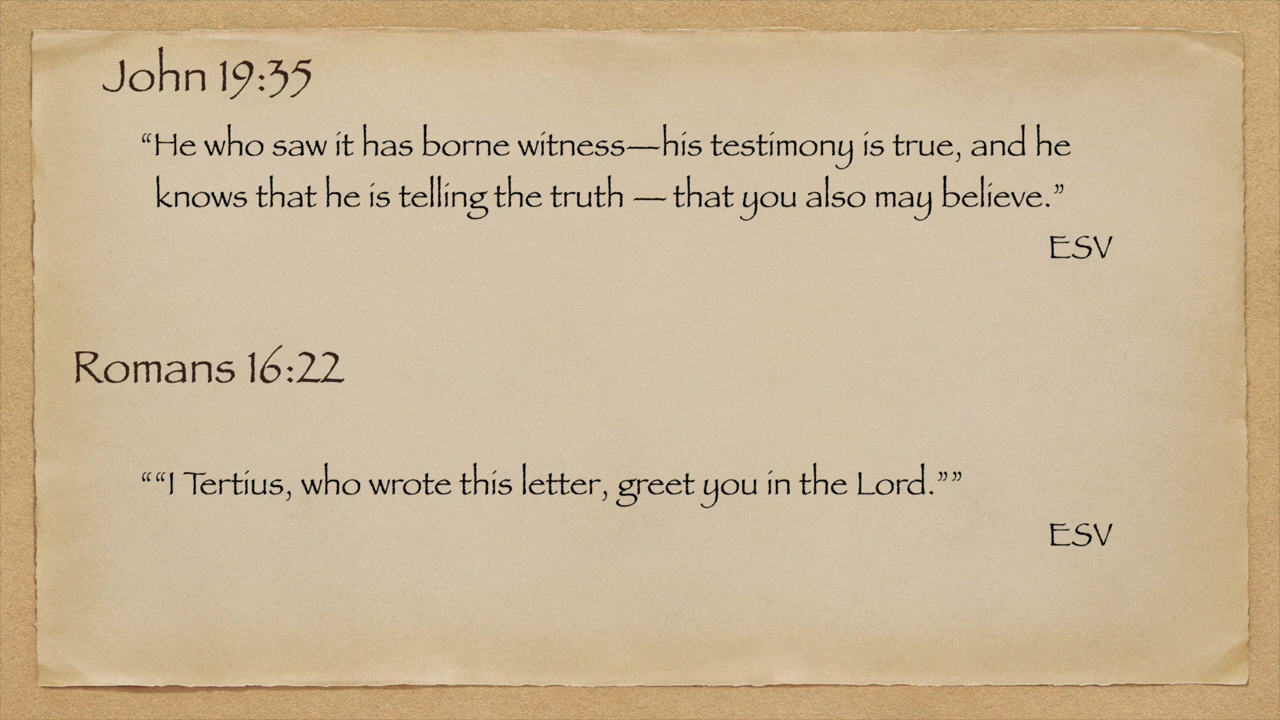 John 19:35
“He who saw it has borne witness—his testimony is true, and he
knows that he is telling the truth — that you also may believe.”
ESV
Romans 16:22
““I Tertius, who wrote this letter, greet you in the Lord.””
ESV